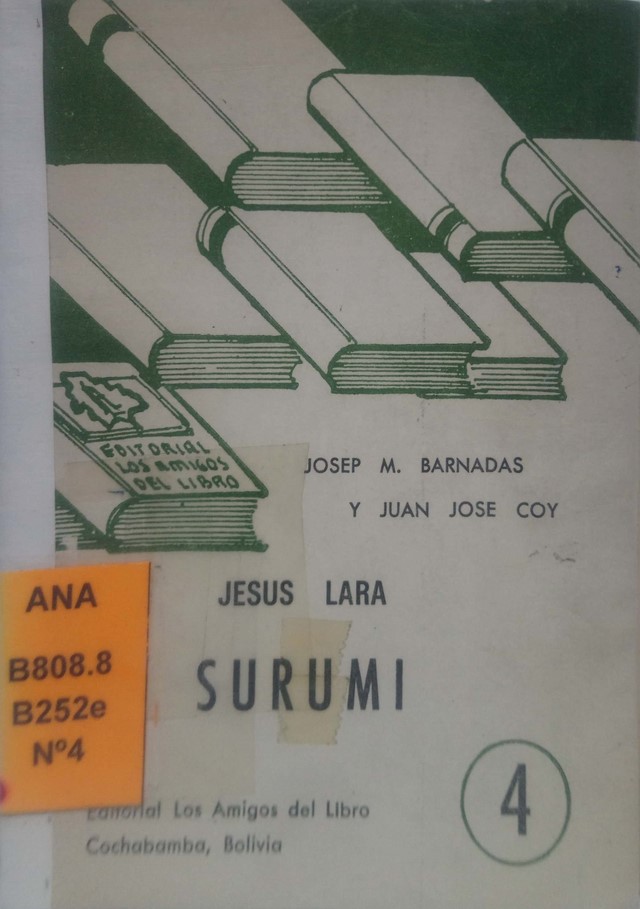 EDITORIAL
LOS AMIGOS
DEL LIBRO
JOSEP M. BARNADAS
Y JUAN JOSE COY
JESUS LARA
SURUMI
ANA
B808.8
B252e
Nº4
4
Editorial Los Amigos del Libro
Cochabamba, Bolivia